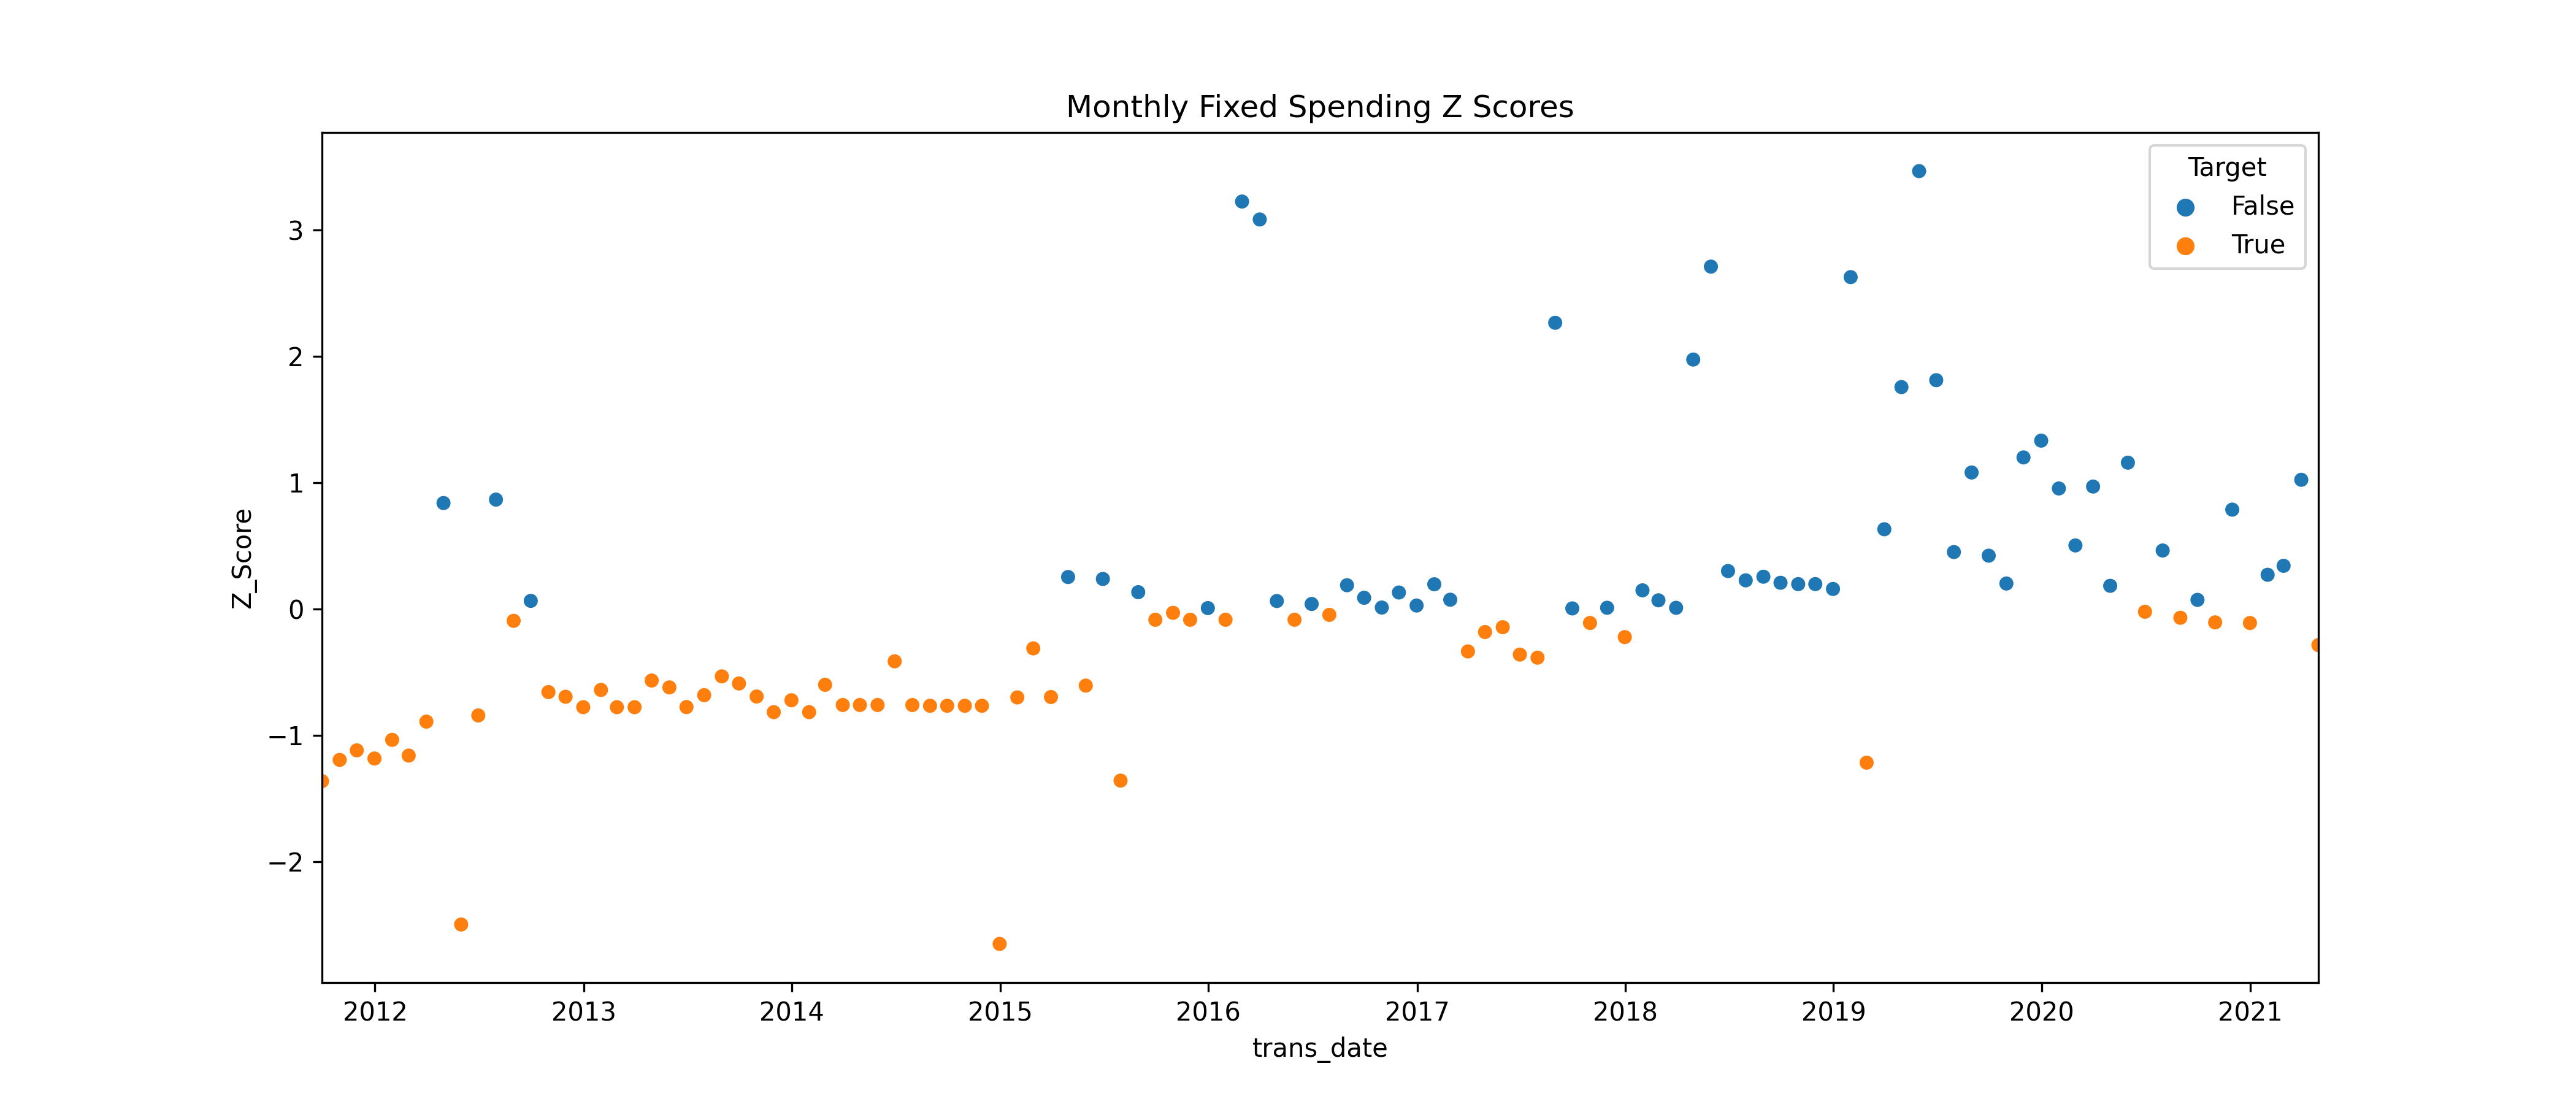 Monthly Fixed Spending Z Scores
Target
False
True
3
2
1
0
−1
−2
Z_Score
2012 2013 2014 2015 2016 2017 2018 2019 2020 2021
trans_date